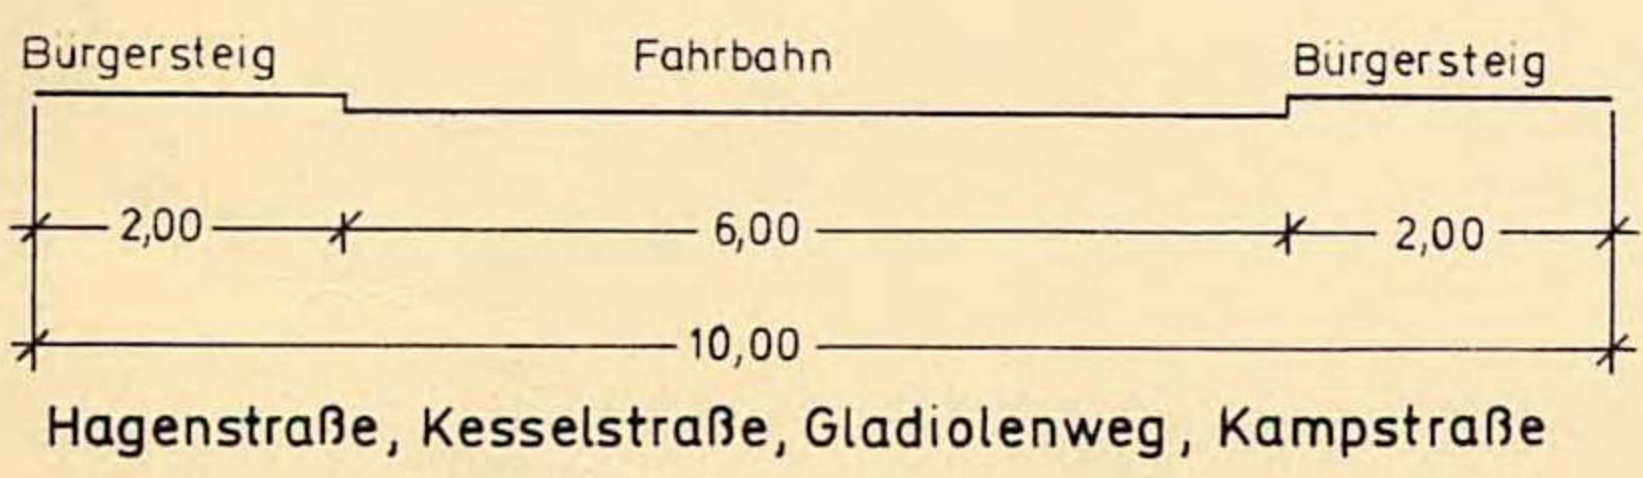 Bürgersteig Fahrbahn Bürgersteig
2,00 6,00 2,00
10,00
Hagenstraße, Kesselstraße, Gladiolenweg, Kampstraße